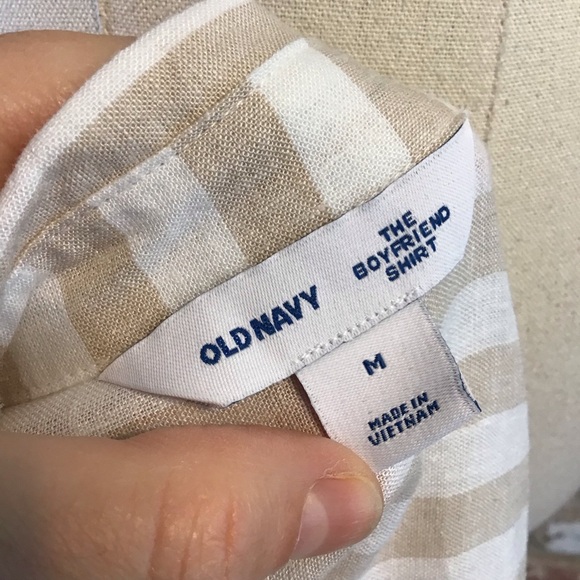 OLD NAVY
THE
BOYFRIEND
SHIRT
M
MADE IN
VIETNAM